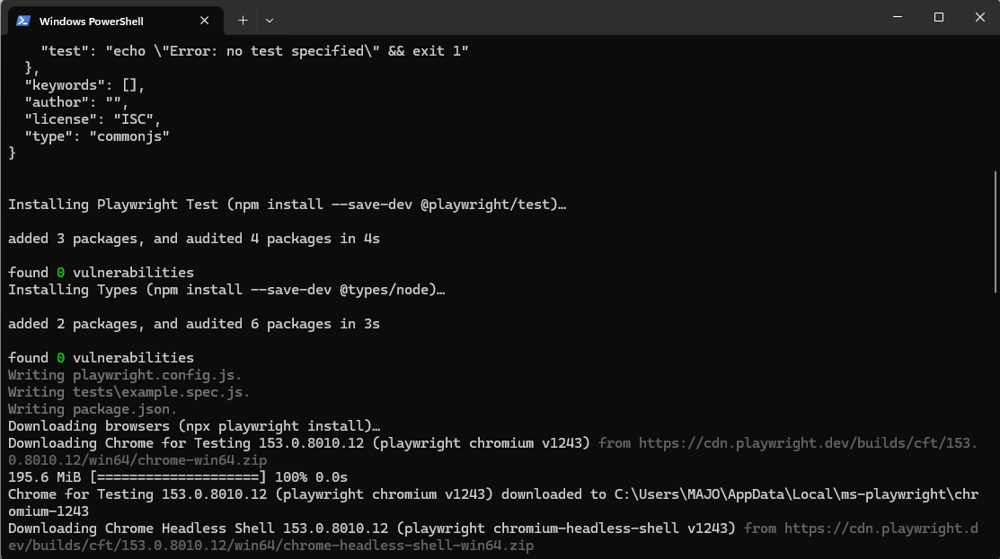 Windows PowerShell
    "test": "echo \"Error: no test specified\" && exit 1"
  },
  "keywords": [],
  "author": "",
  "license": "ISC",
  "type": "commonjs"
}
Installing Playwright Test (npm install --save-dev @playwright/test)…
added 3 packages, and audited 4 packages in 4s
found 0 vulnerabilities
Installing Types (npm install --save-dev @types/node)…
added 2 packages, and audited 6 packages in 3s
found 0 vulnerabilities
Writing playwright.config.js.
Writing tests\example.spec.js.
Writing package.json.
Downloading browsers (npx playwright install)…
Downloading Chrome for Testing 153.0.8010.12 (playwright chromium v1243) from https://cdn.playwright.dev/builds/cft/153.
0.8010.12/win64/chrome-win64.zip
195.6 MiB [====================] 100% 0.0s
Chrome for Testing 153.0.8010.12 (playwright chromium v1243) downloaded to C:\Users\MAJO\AppData\Local\ms-playwright\chr
omium-1243
Downloading Chrome Headless Shell 153.0.8010.12 (playwright chromium-headless-shell v1243) from https://cdn.playwright.d
ev/builds/cft/153.0.8010.12/win64/chrome-headless-shell-win64.zip